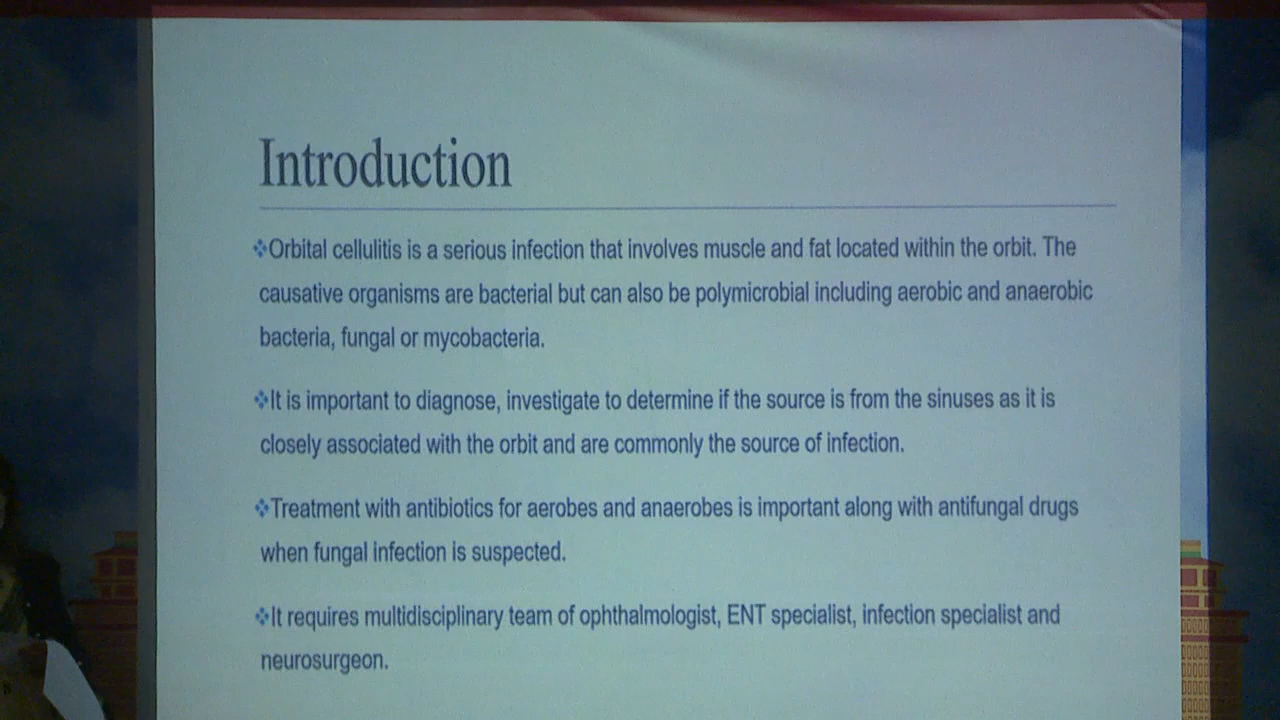 Introduction
❖Orbital cellulitis is a serious infection that involves muscle and fat located within the orbit. The
causative organisms are bacterial but can also be polymicrobial including aerobic and anaerobic
bacteria, fungal or mycobacteria.
❖It is important to diagnose, investigate to determine if the source is from the sinuses as it is
closely associated with the orbit and are commonly the source of infection.
❖Treatment with antibiotics for aerobes and anaerobes is important along with antifungal drugs
when fungal infection is suspected.
❖It requires multidisciplinary team of ophthalmologist, ENT specialist, infection specialist and
neurosurgeon.